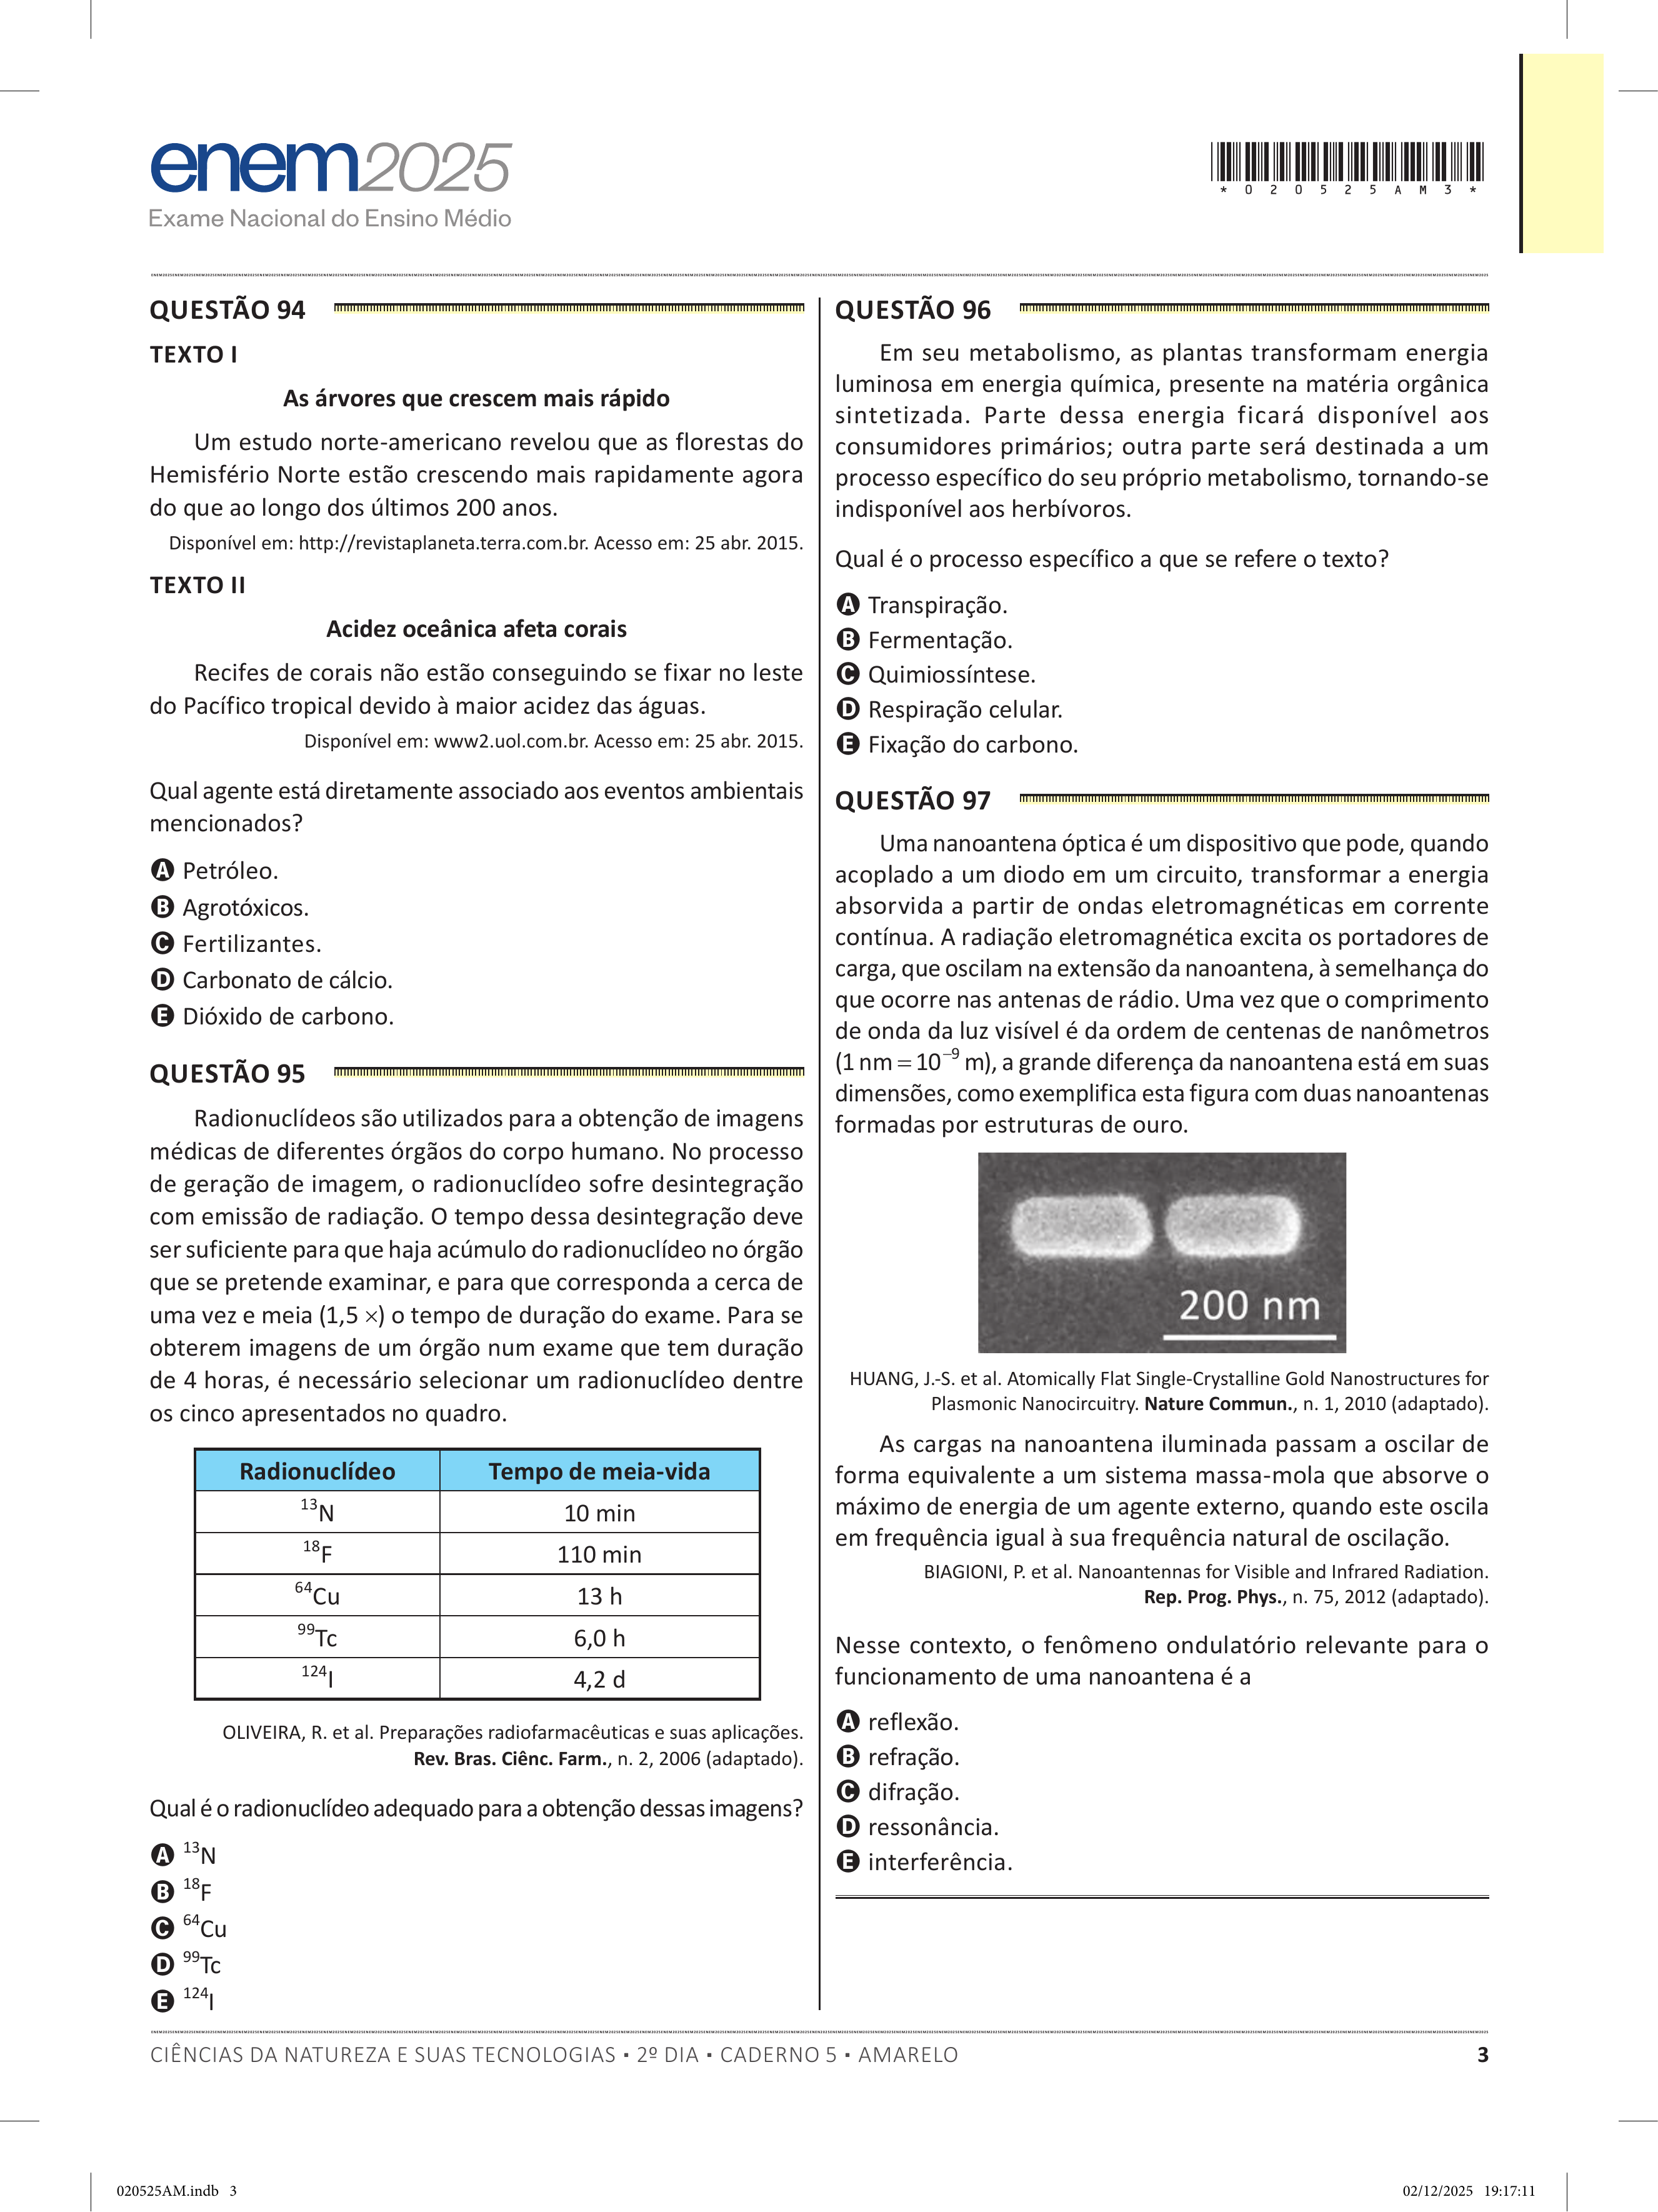 enem2025
Exame Nacional do Ensino Médio
*020525AM3*
QUESTÃO 94
TEXTO I
As árvores que crescem mais rápido
Um estudo norte-americano revelou que as florestas do
Hemisfério Norte estão crescendo mais rapidamente agora
do que ao longo dos últimos 200 anos.
Disponível em: http://revistaplaneta.terra.com.br. Acesso em: 25 abr. 2015.
TEXTO II
Acidez oceânica afeta corais
Recifes de corais não estão conseguindo se fixar no leste
do Pacífico tropical devido à maior acidez das águas.
Disponível em: www2.uol.com.br. Acesso em: 25 abr. 2015.
Qual agente está diretamente associado aos eventos ambientais
mencionados?
A Petróleo.
B Agrotóxicos.
C Fertilizantes.
D Carbonato de cálcio.
E Dióxido de carbono.
QUESTÃO 95
Radionuclídeos são utilizados para a obtenção de imagens
médicas de diferentes órgãos do corpo humano. No processo
de geração de imagem, o radionuclídeo sofre desintegração
com emissão de radiação. O tempo dessa desintegração deve
ser suficiente para que haja acúmulo do radionuclídeo no órgão
que se pretende examinar, e para que corresponda a cerca de
uma vez e meia (1,5 ×) o tempo de duração do exame. Para se
obterem imagens de um órgão num exame que tem duração
de 4 horas, é necessário selecionar um radionuclídeo dentre
os cinco apresentados no quadro.
Radionuclídeo Tempo de meia-vida
¹³N 10 min
¹⁸F 110 min
⁶⁴Cu 13 h
⁹⁹Tc 6,0 h
¹²⁴I 4,2 d
OLIVEIRA, R. et al. Preparações radiofarmacêuticas e suas aplicações.
Rev. Bras. Ciênc. Farm., n. 2, 2006 (adaptado).
Qual é o radionuclídeo adequado para a obtenção dessas imagens?
A ¹³N
B ¹⁸F
C ⁶⁴Cu
D ⁹⁹Tc
E ¹²⁴I
QUESTÃO 96
Em seu metabolismo, as plantas transformam energia
luminosa em energia química, presente na matéria orgânica
sintetizada. Parte dessa energia ficará disponível aos
consumidores primários; outra parte será destinada a um
processo específico do seu próprio metabolismo, tornando-se
indisponível aos herbívoros.
Qual é o processo específico a que se refere o texto?
A Transpiração.
B Fermentação.
C Quimiossíntese.
D Respiração celular.
E Fixação do carbono.
QUESTÃO 97
Uma nanoantena óptica é um dispositivo que pode, quando
acoplado a um diodo em um circuito, transformar a energia
absorvida a partir de ondas eletromagnéticas em corrente
contínua. A radiação eletromagnética excita os portadores de
carga, que oscilam na extensão da nanoantena, à semelhança do
que ocorre nas antenas de rádio. Uma vez que o comprimento
de onda da luz visível é da ordem de centenas de nanômetros
(1 nm = 10⁻⁹ m), a grande diferença da nanoantena está em suas
dimensões, como exemplifica esta figura com duas nanoantenas
formadas por estruturas de ouro.
200 nm
HUANG, J.-S. et al. Atomically Flat Single-Crystalline Gold Nanostructures for
Plasmonic Nanocircuitry. Nature Commun., n. 1, 2010 (adaptado).
As cargas na nanoantena iluminada passam a oscilar de
forma equivalente a um sistema massa-mola que absorve o
máximo de energia de um agente externo, quando este oscila
em frequência igual à sua frequência natural de oscilação.
BIAGIONI, P. et al. Nanoantennas for Visible and Infrared Radiation.
Rep. Prog. Phys., n. 75, 2012 (adaptado).
Nesse contexto, o fenômeno ondulatório relevante para o
funcionamento de uma nanoantena é a
A reflexão.
B refração.
C difração.
D ressonância.
E interferência.
CIÊNCIAS DA NATUREZA E SUAS TECNOLOGIAS ▪ 2º DIA ▪ CADERNO 5 ▪ AMARELO
3
020525AM.indb 3
02/12/2025 19:17:11